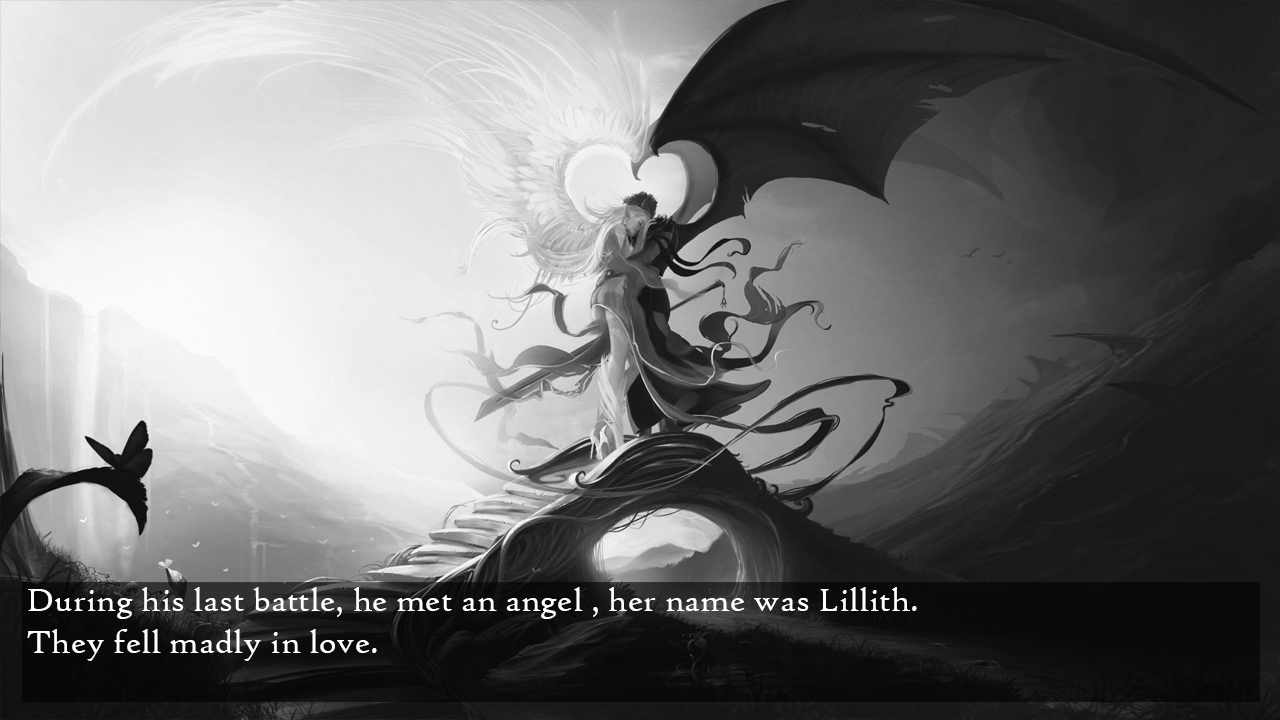 During his last battle, he met an angel , her name was Lillith.
They fell madly in love.